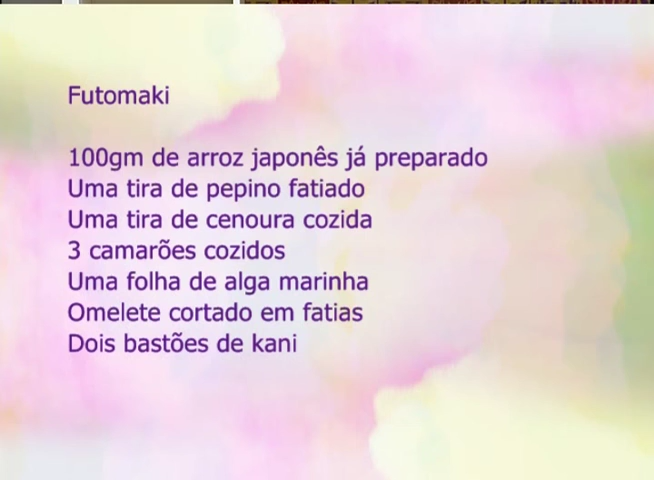 Futomaki
100gm de arroz japonês já preparado
Uma tira de pepino fatiado
Uma tira de cenoura cozida
3 camarões cozidos
Uma folha de alga marinha
Omelete cortado em fatias
Dois bastões de kani